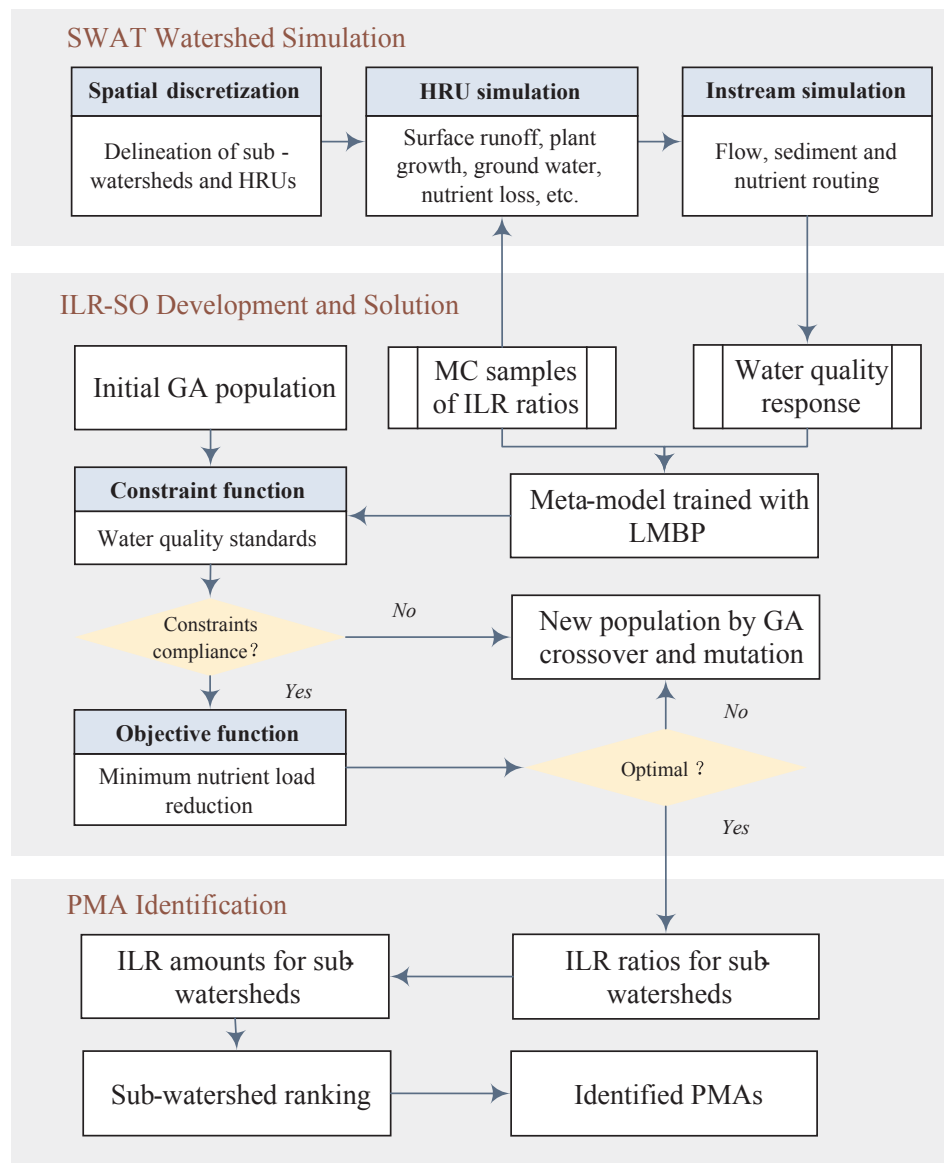 SWAT Watershed Simulation
Spatial discretization
Delineation of sub -
watersheds and HRUs
HRU simulation
Surface runoff, plant
growth, ground water,
nutrient loss, etc.
Instream simulation
Flow, sediment and
nutrient routing
ILR-SO Development and Solution
Initial GA population
MC samples
of ILR ratios
Water quality
response
Constraint function
Water quality standards
Meta-model trained with
LMBP
Constraints
compliance?
No
New population by GA
crossover and mutation
Yes
No
Objective function
Minimum nutrient load
reduction
Optimal ?
Yes
PMA Identification
ILR amounts for sub-
watersheds
ILR ratios for sub-
watersheds
Sub-watershed ranking
Identified PMAs